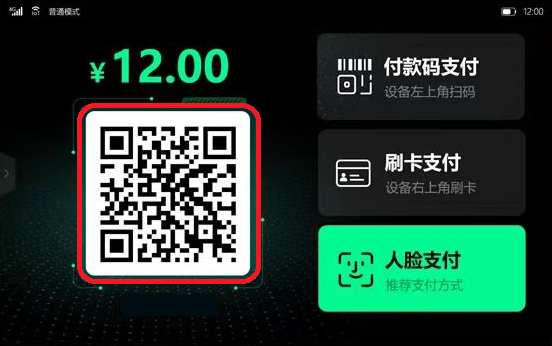 4G
IoT
普通模式
12:00
¥ 12.00
付款码支付
设备左上角扫码
刷卡支付
设备右上角刷卡
人脸支付
推荐支付方式